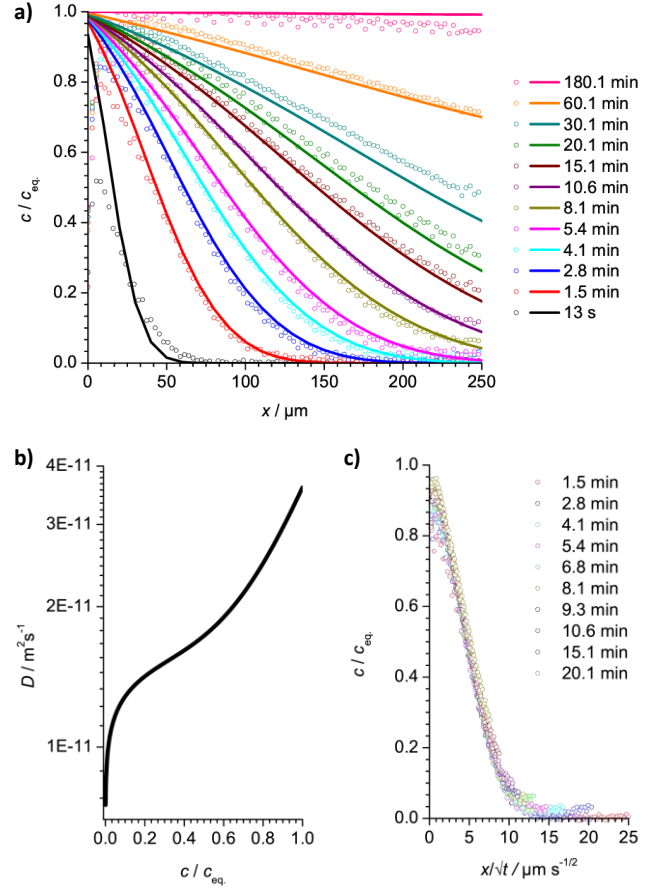 a)
1.0
0.8
0.6
0.4
0.2
0.0
c / c eq.
0
50
100
150
200
250
x / µm
180.1 min
60.1 min
30.1 min
20.1 min
15.1 min
10.6 min
8.1 min
5.4 min
4.1 min
2.8 min
1.5 min
13 s
b)
4E-11
3E-11
2E-11
1E-11
D / m²s⁻¹
0.0
0.2
0.4
0.6
0.8
1.0
c / c eq.
c)
1.0
0.8
0.6
0.4
0.2
0.0
c / c eq.
0
5
10
15
20
25
x/√t / µm s⁻¹/²
1.5 min
2.8 min
4.1 min
5.4 min
6.8 min
8.1 min
9.3 min
10.6 min
15.1 min
20.1 min